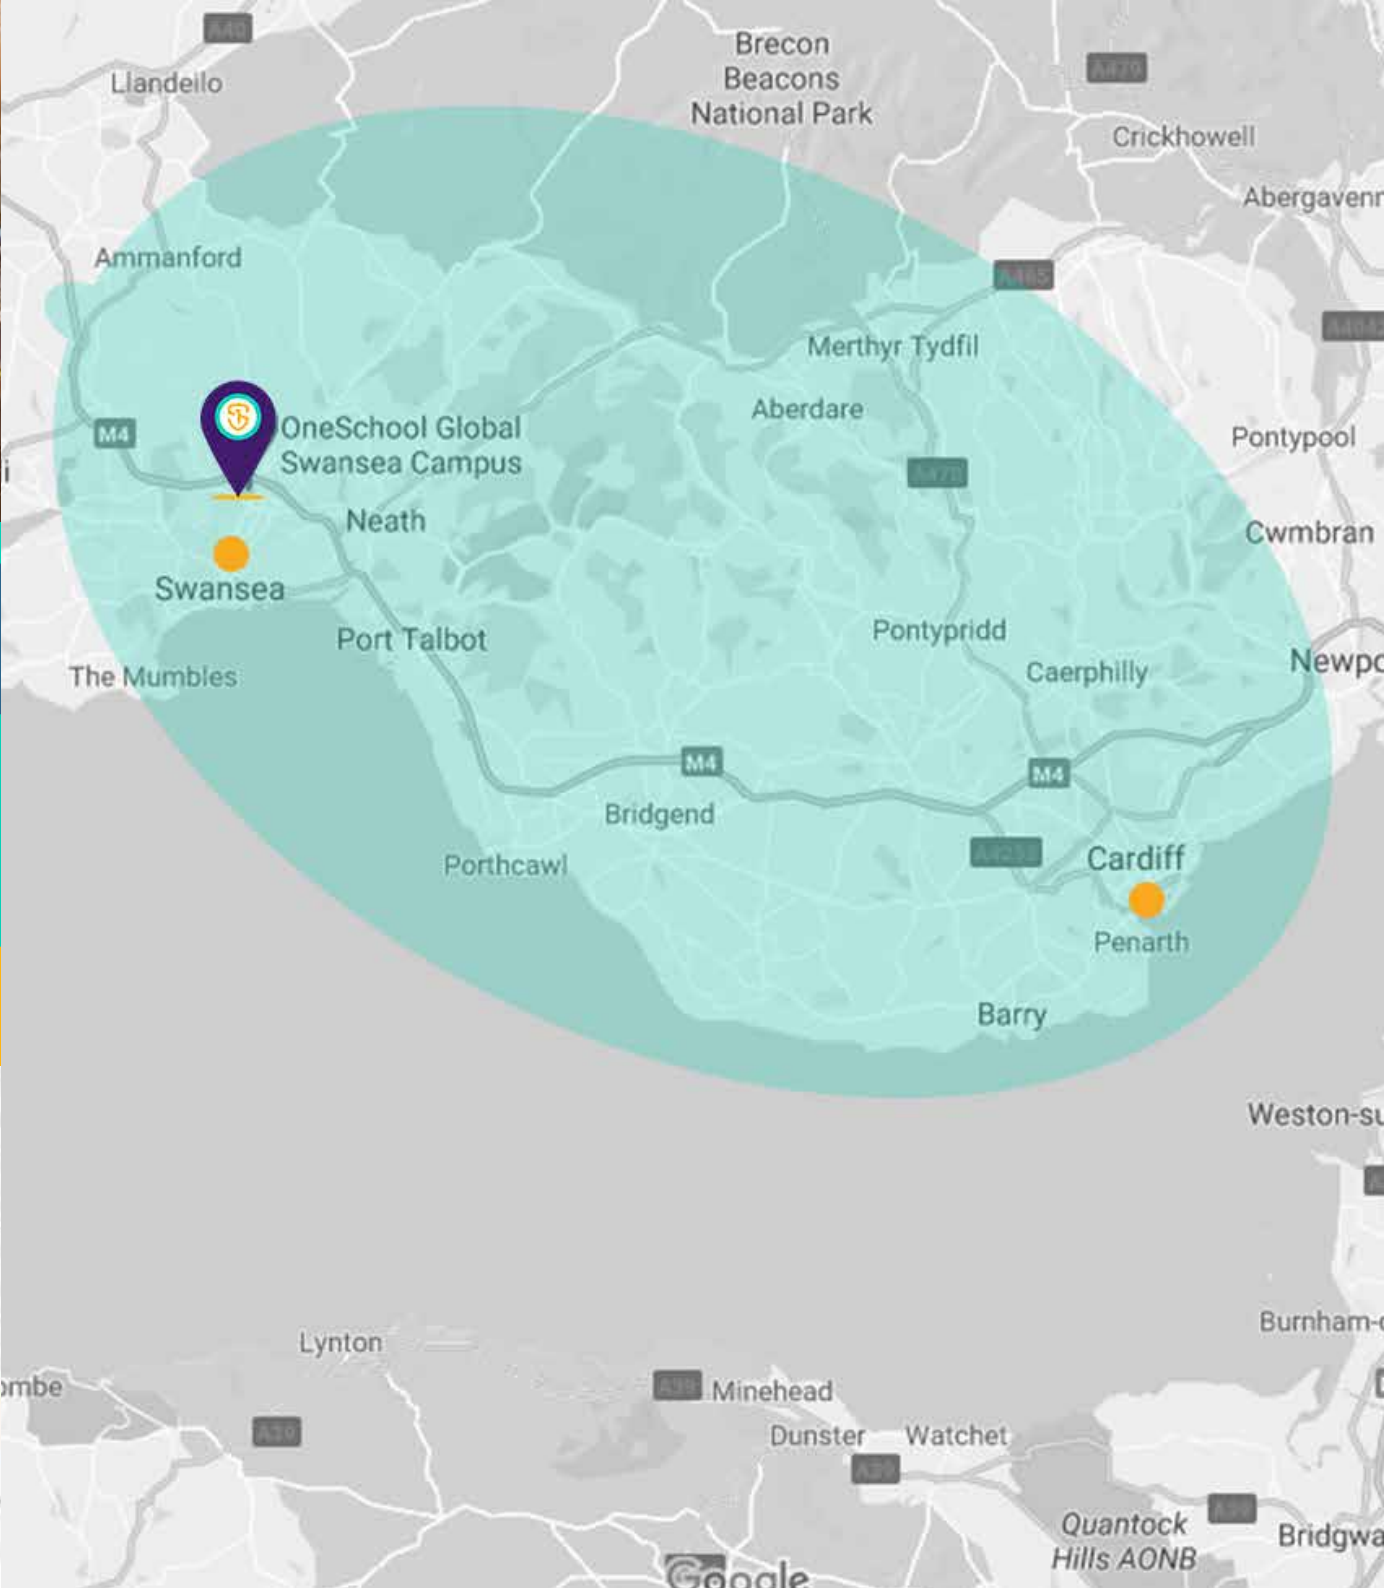 A40
Brecon
Beacons
National Park
A470
Llandeilo
Crickhowell
Abergavenn
Ammanford
A465
Merthyr Tydfil
Aberdare
M4
OneSchool Global
Swansea Campus
Pontypool
A470
Neath
Cwmbran
Swansea
Port Talbot
Pontypridd
Newpo
The Mumbles
Caerphilly
M4
M4
Bridgend
Porthcawl
Cardiff
Penarth
Barry
Weston-su
Burnham-o
Lynton
ombe
A39
Minehead
A39
Dunster
Watchet
A39
Quantock
Hills AONB
Bridgwa
Google